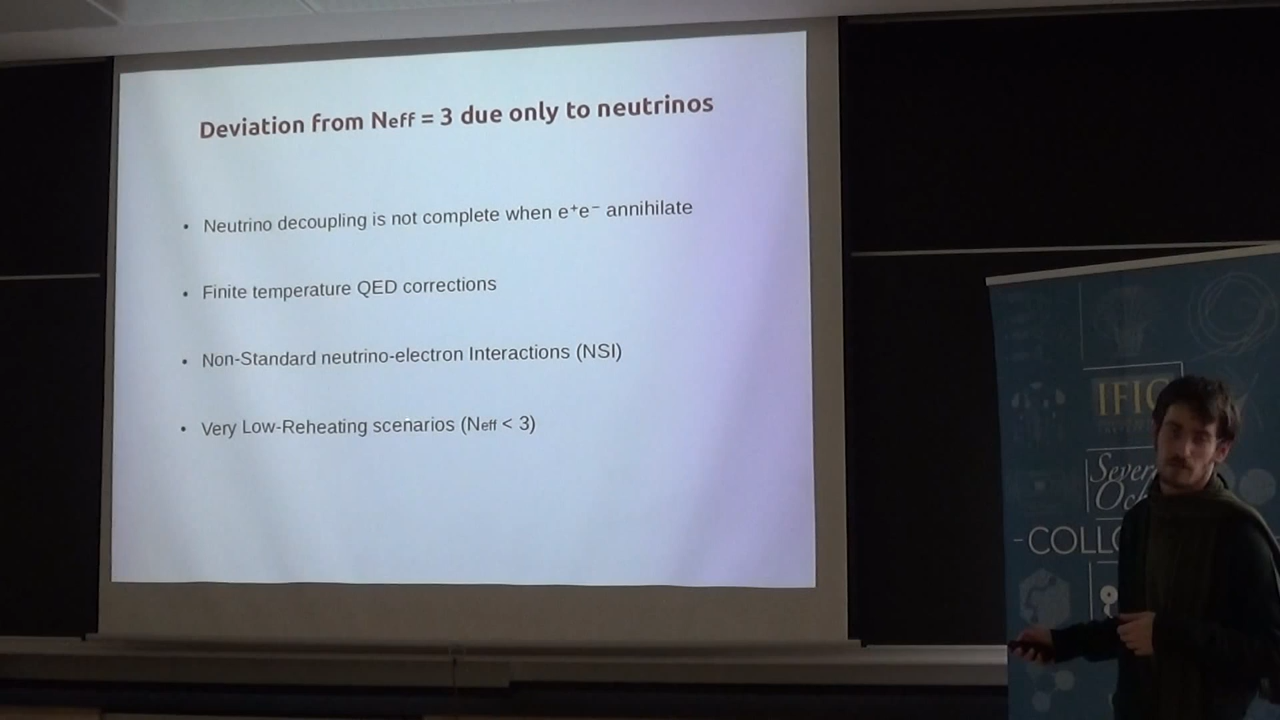 Deviation from Neff = 3 due only to neutrinos
• Neutrino decoupling is not complete when e⁺e⁻ annihilate
• Finite temperature QED corrections
• Non-Standard neutrino-electron Interactions (NSI)
• Very Low-Reheating scenarios (Neff < 3)
IFIC